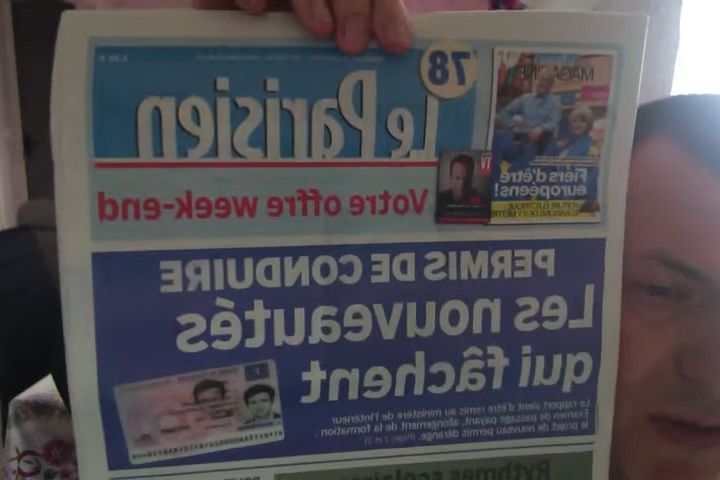 Le Parisien
78
Votre offre week-end
MAGAZINE
Fiers d'être
européens!
PERMIS DE CONDUIRE
Les nouveautés
qui fâchent
Le rapport vient d'être remis au ministère de l'Intérieur
Examen de passage payant, allongement de la formation :
le projet de nouveau permis dérange.
Rythmes scolaires